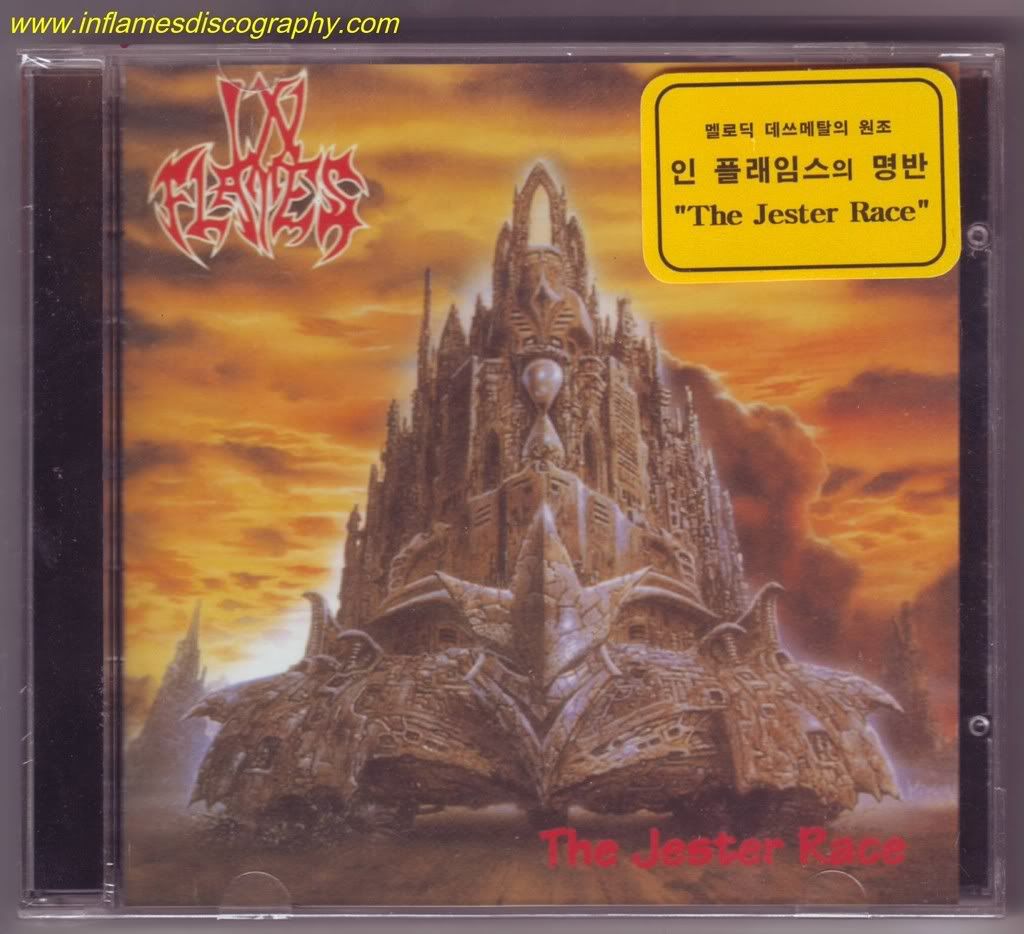 www.inflamesdiscography.com
IN
FLAMES
멜로딕 데쓰메탈의 원조
인 플래임스의 명반
"The Jester Race"
The Jester Race